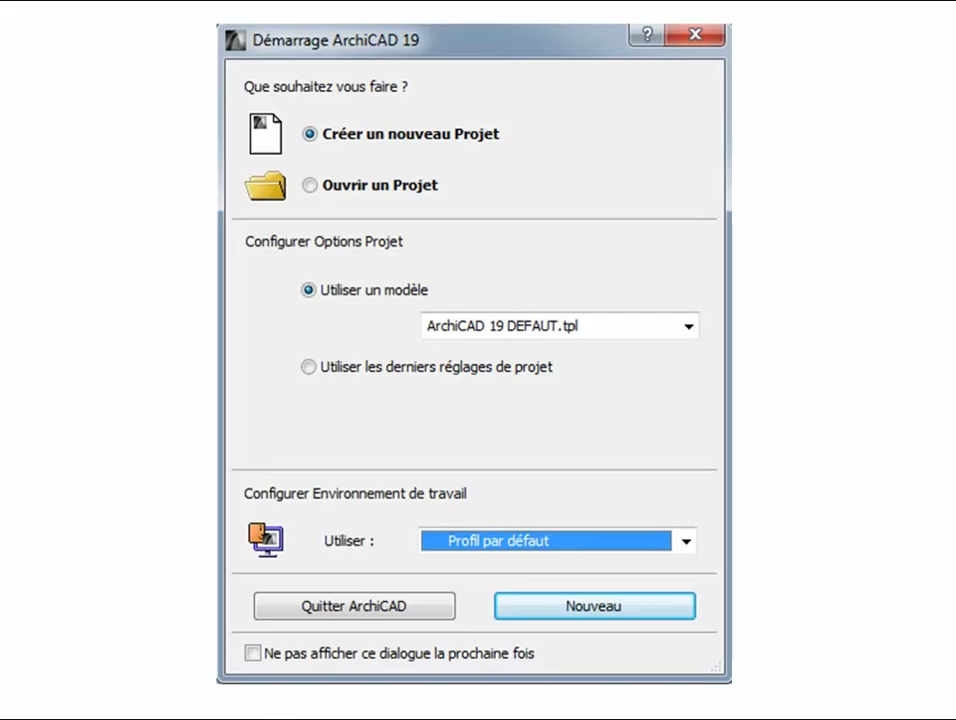 Démarrage ArchiCAD 19
Que souhaitez vous faire ?
Créer un nouveau Projet
Ouvrir un Projet
Configurer Options Projet
Utiliser un modèle
ArchiCAD 19 DEFAUT.tpl
Utiliser les derniers réglages de projet
Configurer Environnement de travail
Utiliser :
Profil par défaut
Quitter ArchiCAD
Nouveau
Ne pas afficher ce dialogue la prochaine fois